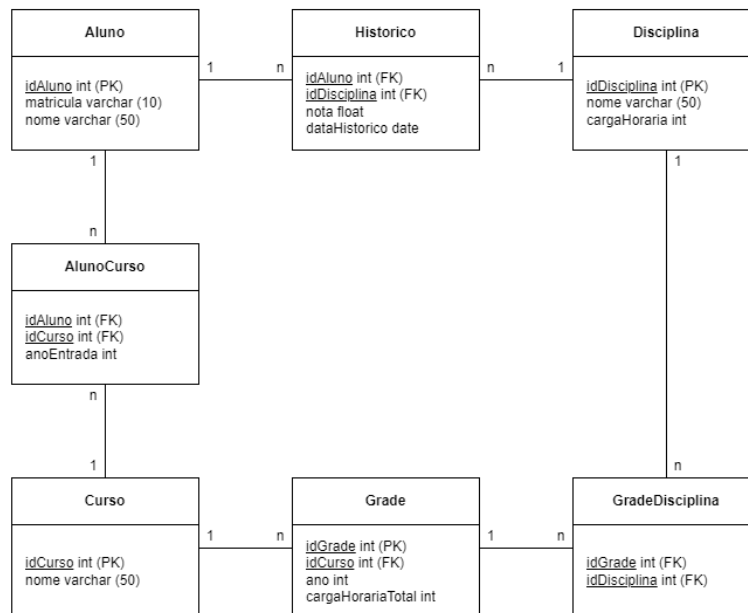 Aluno
idAluno int (PK)
matricula varchar (10)
nome varchar (50)
1
n
Historico
idAluno int (FK)
idDisciplina int (FK)
nota float
dataHistorico date
n
1
Disciplina
idDisciplina int (PK)
nome varchar (50)
cargaHoraria int
1
n
AlunoCurso
idAluno int (FK)
idCurso int (FK)
anoEntrada int
n
1
1
n
Curso
idCurso int (PK)
nome varchar (50)
1
n
Grade
idGrade int (PK)
idCurso int (FK)
ano int
cargaHorariaTotal int
1
n
GradeDisciplina
idGrade int (FK)
idDisciplina int (FK)